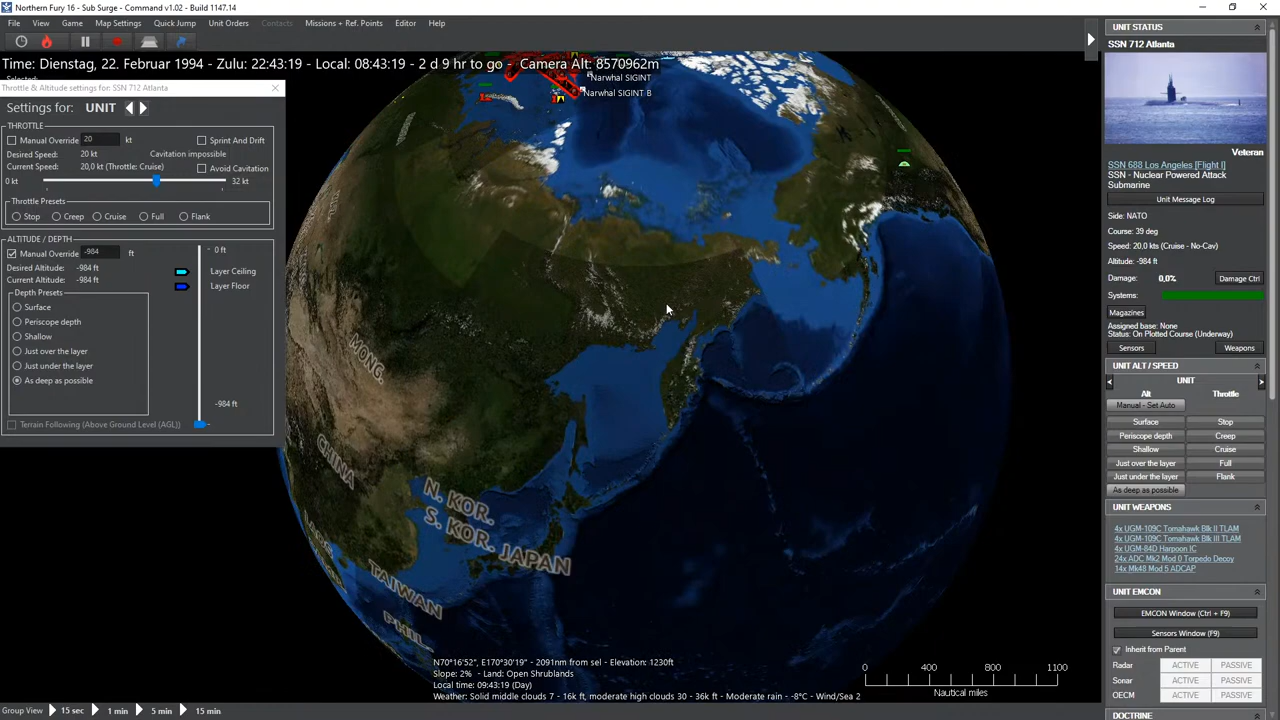 Northern Fury 16 - Sub Surge - Command v1.02 - Build 1147.14
File View Game Map Settings Quick Jump Unit Orders Contacts Missions + Ref. Points Editor Help
Time: Dienstag, 22. Februar 1994 - Zulu: 22:43:19 - Local: 08:43:19 - 2 d 9 hr to go - Camera Alt: 8570962m
Narwhal SIGINT
Narwhal SIGINT B
Throttle & Altitude settings for: SSN 712 Atlanta
Settings for: UNIT
THROTTLE
Manual Override 20 kt Sprint And Drift
Desired Speed: 20 kt Cavitation impossible
Current Speed: 20,0 kt (Throttle: Cruise) Avoid Cavitation
0 kt 32 kt
Throttle Presets
Stop Creep Cruise Full Flank
ALTITUDE / DEPTH
Manual Override -984 ft
Desired Altitude: -984 ft
Current Altitude: -984 ft
Depth Presets
Surface
Periscope depth
Shallow
Just over the layer
Just under the layer
As deep as possible
- 0 ft
Layer Ceiling
Layer Floor
-984 ft
Terrain Following (Above Ground Level (AGL))
MONG.
CHINA
N. KOR.
S. KOR. JAPAN
TAIWAN
PHIL.
N70°16'52", E170°30'19" - 2091nm from sel - Elevation: 1230ft
Slope: 2% - Land: Open Shrublands
Local time: 09:43:19 (Day)
Weather: Solid middle clouds 7 - 16k ft, moderate high clouds 30 - 36k ft - Moderate rain - -8°C - Wind/Sea 2
0 400 800 1100
Nautical miles
Group View 15 sec 1 min 5 min 15 min
UNIT STATUS
SSN 712 Atlanta
Veteran
SSN 688 Los Angeles [Flight I]
SSN - Nuclear Powered Attack
Submarine
Unit Message Log
Side: NATO
Course: 39 deg
Speed: 20,0 kts (Cruise - No-Cav)
Altitude: -984 ft
Damage: 0,0% Damage Ctrl
Systems:
Magazines
Assigned base: None
Status: On Plotted Course (Underway)
Sensors Weapons
UNIT ALT / SPEED
UNIT
Alt Throttle
Manual - Set Auto
Surface Stop
Periscope depth Creep
Shallow Cruise
Just over the layer Full
Just under the layer Flank
As deep as possible
UNIT WEAPONS
4x UGM-109C Tomahawk Blk II TLAM
4x UGM-109C Tomahawk Blk III TLAM
4x UGM-84D Harpoon IC
24x ADC Mk2 Mod 0 Torpedo Decoy
14x Mk48 Mod 5 ADCAP
UNIT EMCON
EMCON Window (Ctrl + F9)
Sensors Window (F9)
Inherit from Parent
Radar ACTIVE PASSIVE
Sonar ACTIVE PASSIVE
OECM ACTIVE PASSIVE
DOCTRINE